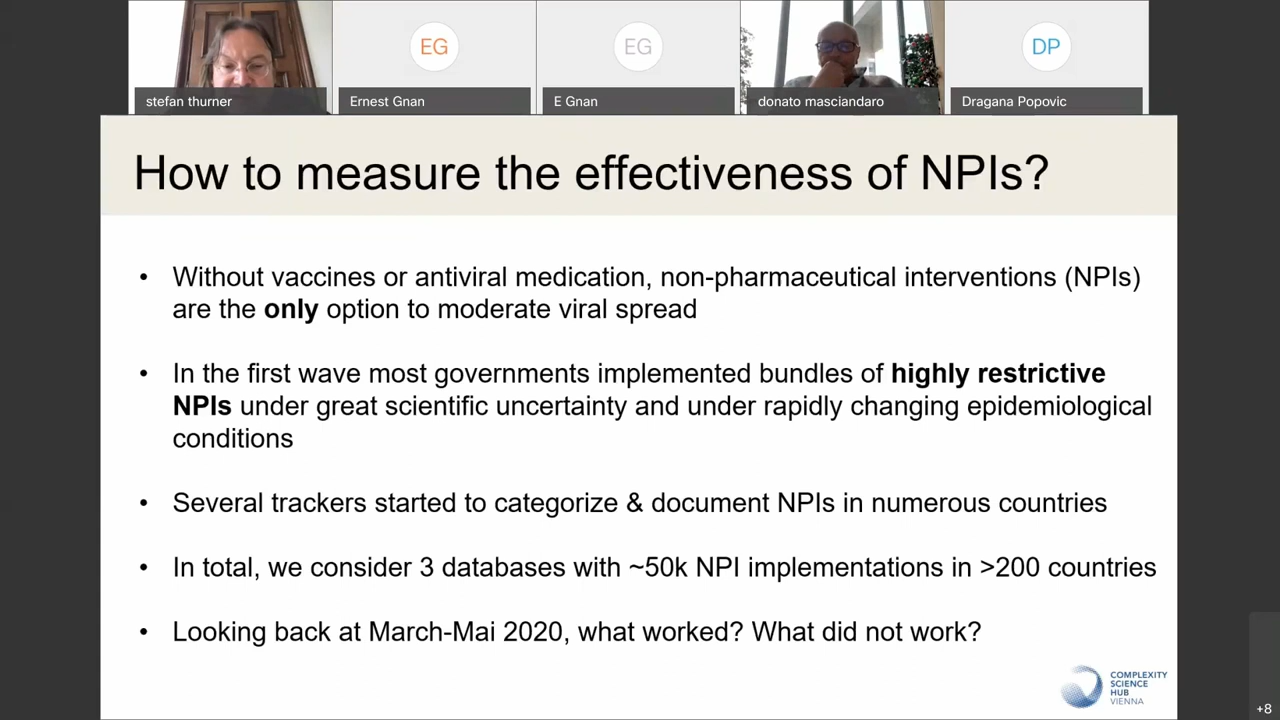 EG
EG
DP
stefan thurner
Ernest Gnan
E Gnan
donato masciandaro
Dragana Popovic
How to measure the effectiveness of NPIs?
• Without vaccines or antiviral medication, non-pharmaceutical interventions (NPIs)
are the only option to moderate viral spread
• In the first wave most governments implemented bundles of highly restrictive
NPIs under great scientific uncertainty and under rapidly changing epidemiological
conditions
• Several trackers started to categorize & document NPIs in numerous countries
• In total, we consider 3 databases with ~50k NPI implementations in >200 countries
• Looking back at March-Mai 2020, what worked? What did not work?
COMPLEXITY
SCIENCE
HUB
VIENNA
+8